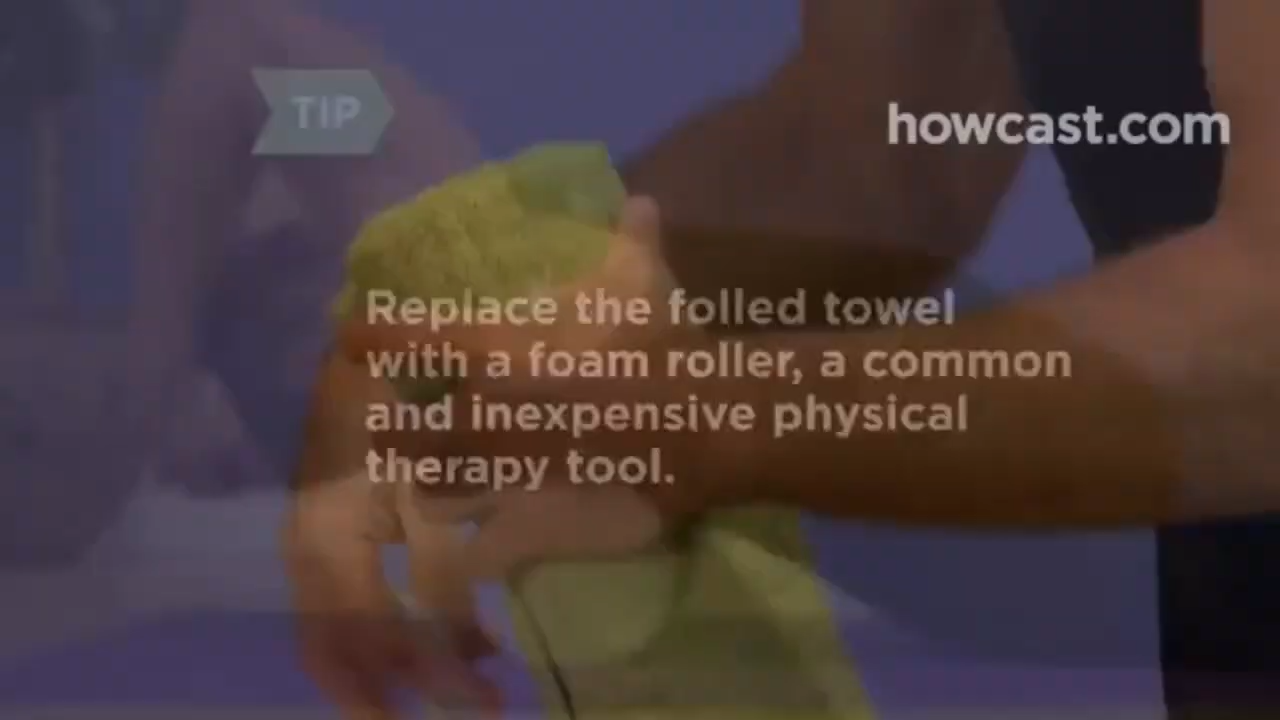 TIP
howcast.com
Replace the folled towel
with a foam roller, a common
and inexpensive physical
therapy tool.